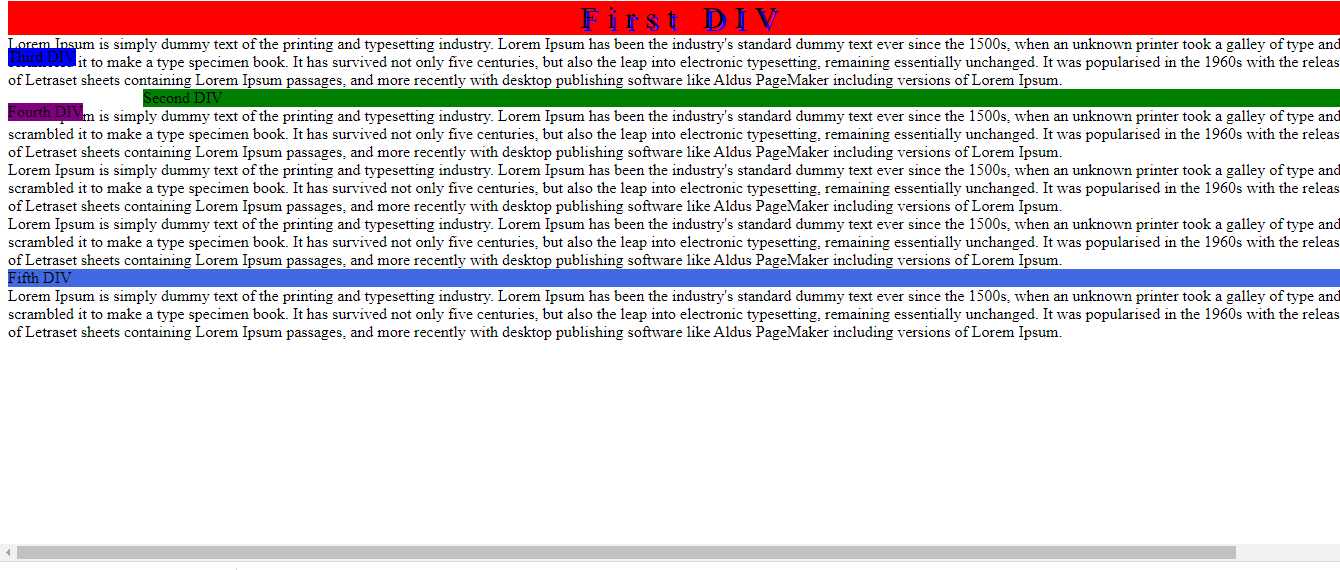 First DIV
Lorem Ipsum is simply dummy text of the printing and typesetting industry. Lorem Ipsum has been the industry's standard dummy text ever since the 1500s, when an unknown printer took a galley of type and
Third DIV it to make a type specimen book. It has survived not only five centuries, but also the leap into electronic typesetting, remaining essentially unchanged. It was popularised in the 1960s with the releas
of Letraset sheets containing Lorem Ipsum passages, and more recently with desktop publishing software like Aldus PageMaker including versions of Lorem Ipsum.
Second DIV
Fourth DIV m is simply dummy text of the printing and typesetting industry. Lorem Ipsum has been the industry's standard dummy text ever since the 1500s, when an unknown printer took a galley of type and
scrambled it to make a type specimen book. It has survived not only five centuries, but also the leap into electronic typesetting, remaining essentially unchanged. It was popularised in the 1960s with the releas
of Letraset sheets containing Lorem Ipsum passages, and more recently with desktop publishing software like Aldus PageMaker including versions of Lorem Ipsum.
Lorem Ipsum is simply dummy text of the printing and typesetting industry. Lorem Ipsum has been the industry's standard dummy text ever since the 1500s, when an unknown printer took a galley of type and
scrambled it to make a type specimen book. It has survived not only five centuries, but also the leap into electronic typesetting, remaining essentially unchanged. It was popularised in the 1960s with the releas
of Letraset sheets containing Lorem Ipsum passages, and more recently with desktop publishing software like Aldus PageMaker including versions of Lorem Ipsum.
Lorem Ipsum is simply dummy text of the printing and typesetting industry. Lorem Ipsum has been the industry's standard dummy text ever since the 1500s, when an unknown printer took a galley of type and
scrambled it to make a type specimen book. It has survived not only five centuries, but also the leap into electronic typesetting, remaining essentially unchanged. It was popularised in the 1960s with the releas
of Letraset sheets containing Lorem Ipsum passages, and more recently with desktop publishing software like Aldus PageMaker including versions of Lorem Ipsum.
Fifth DIV
Lorem Ipsum is simply dummy text of the printing and typesetting industry. Lorem Ipsum has been the industry's standard dummy text ever since the 1500s, when an unknown printer took a galley of type and
scrambled it to make a type specimen book. It has survived not only five centuries, but also the leap into electronic typesetting, remaining essentially unchanged. It was popularised in the 1960s with the releas
of Letraset sheets containing Lorem Ipsum passages, and more recently with desktop publishing software like Aldus PageMaker including versions of Lorem Ipsum.